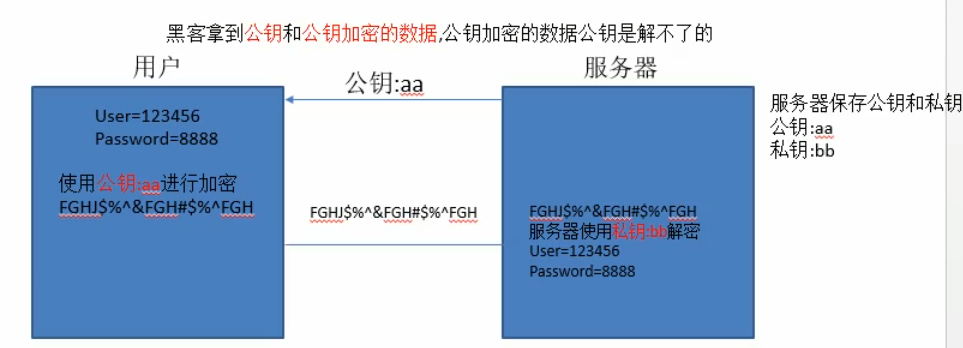 黑客拿到公钥和公钥加密的数据,公钥加密的数据公钥是解不了的
用户
公钥:aa
服务器
User=123456
Password=8888
使用公钥:aa进行加密
FGHJ$%^&FGH#$%^FGH
FGHJ$%^&FGH#$%^FGH
FGHJ$%^&FGH#$%^FGH
服务器使用私钥:bb解密
User=123456
Password=8888
服务器保存公钥和私钥
公钥:aa
私钥:bb